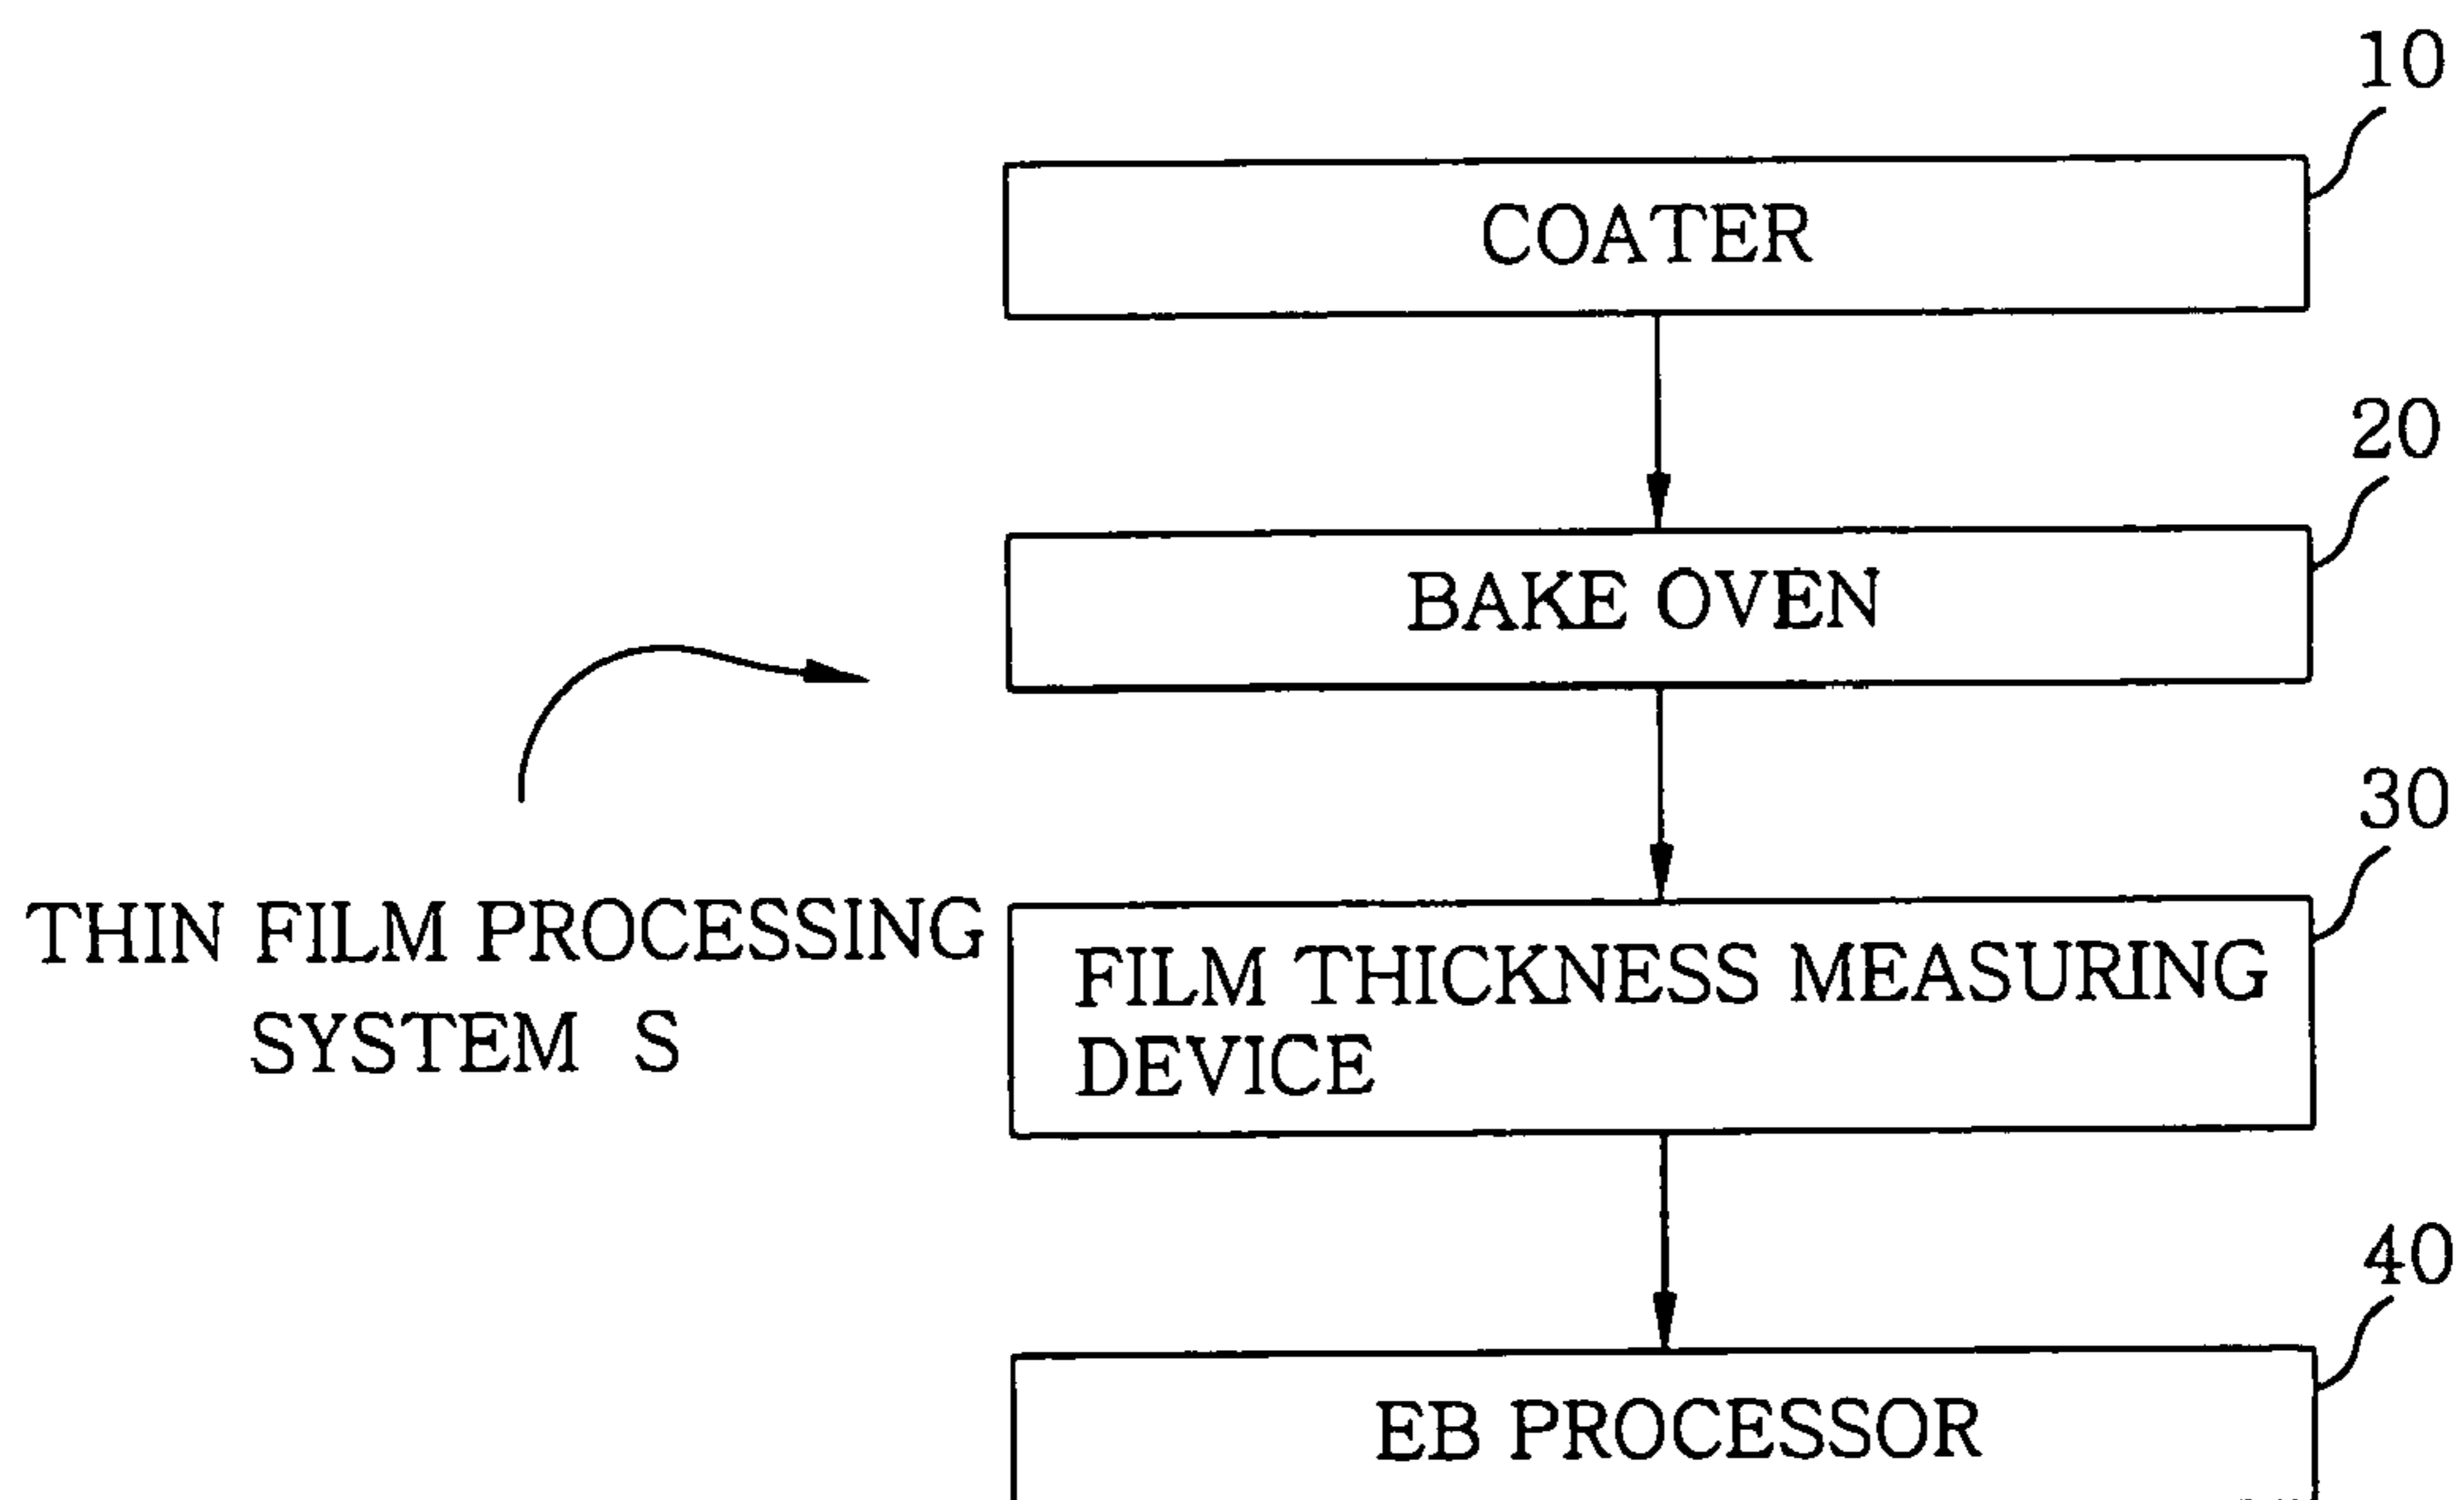 10
COATER
20
BAKE OVEN
30
THIN FILM PROCESSING
SYSTEM S
FILM THICKNESS MEASURING
DEVICE
40
EB PROCESSOR